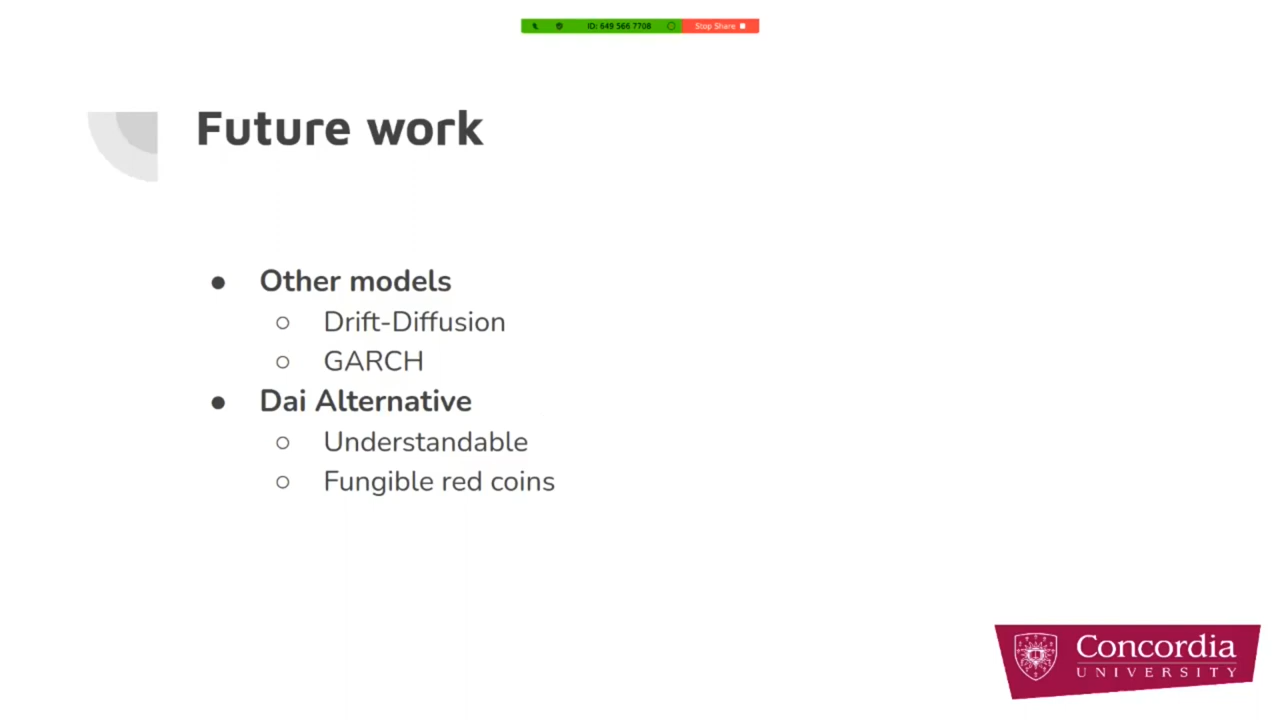 ID: 649 566 7708 Stop Share
Future work
● Other models
○ Drift-Diffusion
○ GARCH
● Dai Alternative
○ Understandable
○ Fungible red coins
Concordia
UNIVERSITY